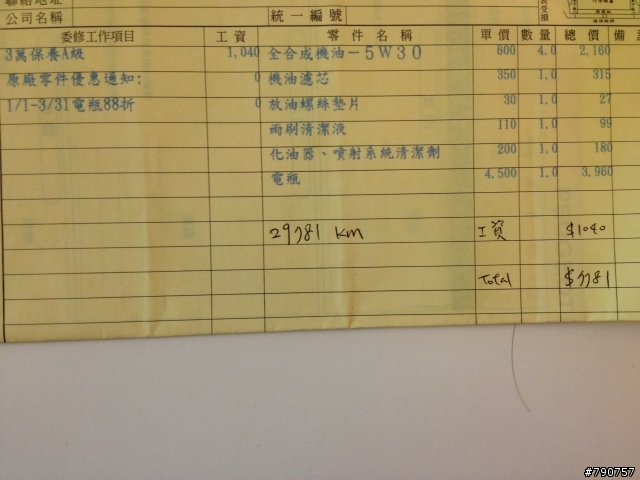 聯絡地址
公司名稱 統一編號
委修工作項目 工資 零件名稱 單價 數量 總價 備
3萬保養A級 1,040 全合成機油－5W30 600 4.0 2,160
原廠零件優惠通知: 0 機油濾芯 350 1.0 315
1/1-3/31電瓶88折 0 放油螺絲墊片 30 1.0 27
雨刷清潔液 110 1.0 99
化油器、噴射系統清潔劑 200 1.0 180
電瓶 4,500 1.0 3,960
29781 km 工資 $1040
Total $7781
#790757